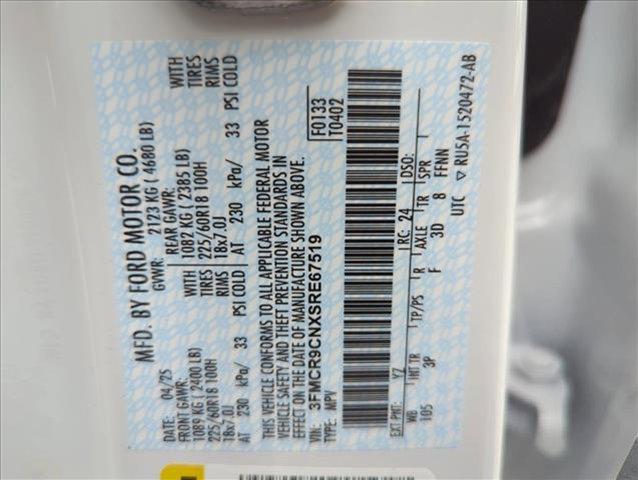 MFD. BY FORD MOTOR CO.
DATE: 04/25 GVWR: 2123 KG ( 4680 LB)
FRONT GAWR: REAR GAWR:
1089 KG ( 2400 LB) WITH 1082 KG ( 2385 LB) WITH
225/60R18 100H TIRES 225/60R18 100H TIRES
18x7.0J RIMS 18x7.0J RIMS
AT 230 kPa/ 33 PSI COLD AT 230 kPa/ 33 PSI COLD
THIS VEHICLE CONFORMS TO ALL APPLICABLE FEDERAL MOTOR
VEHICLE SAFETY AND THEFT PREVENTION STANDARDS IN
EFFECT ON THE DATE OF MANUFACTURE SHOWN ABOVE.
VIN: 3FMCR9CNXSRE67519 F0133
TYPE: MPV T0402
EXT PNT: YZ RC: 24 DSO:
WB INT TR TP/PS R AXLE TR SPR
105 3P F 3D 8 FFNN
UTC ▽ RU5A-1520472-AB